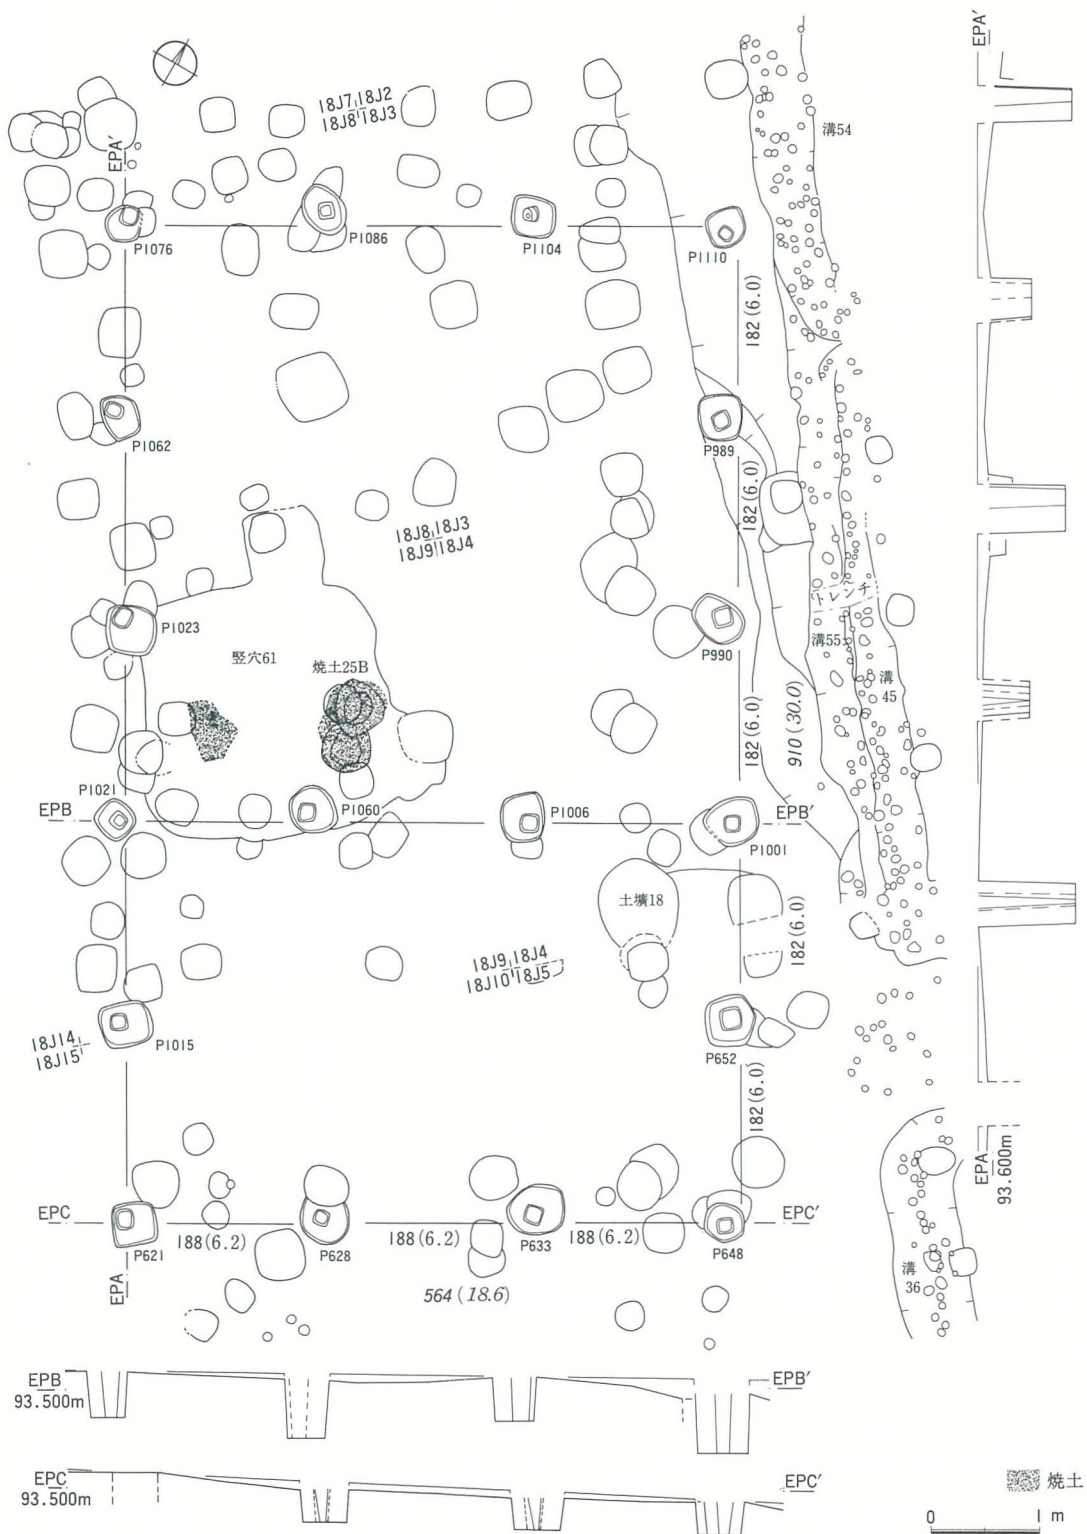 EPA'
溝54
18J7 18J2
18J8 18J3
EPA'
P1076
P1086
P1104
P1110
182 (6.0)
P1062
P989
182 (6.0)
18J8 18J3
18J9 18J4
トレンチ
P1023
竪穴61
焼土25B
P990
溝55
溝
45
182 (6.0)
910 (30.0)
P1021
EPB
P1060
P1006
P1001
EPB'
土壙18
182 (6.0)
18J9 18J4
18J10 18J5
18J14
18J15
P1015
P652
182 (6.0)
EPA
93.600m
EPC
P621
188 (6.2)
P628
188 (6.2)
P633
188 (6.2)
P648
EPC'
EPA
564 (18.6)
溝
36
EPB
93.500m
EPB'
EPC
93.500m
EPC'
焼土
0 1 m